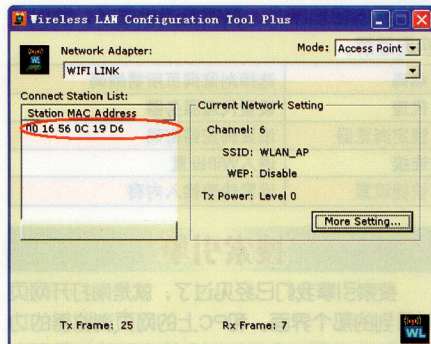 Wireless LAN Configuration Tool Plus
Network Adapter:
Mode: Access Point
WIFI LINK
Connect Station List:
Station MAC Address
00 16 56 0C 19 D6
Current Network Setting
Channel: 6
SSID: WLAN_AP
WEP: Disable
Tx Power: Level 0
More Setting...
Tx Frame: 25
Rx Frame: 7
WL